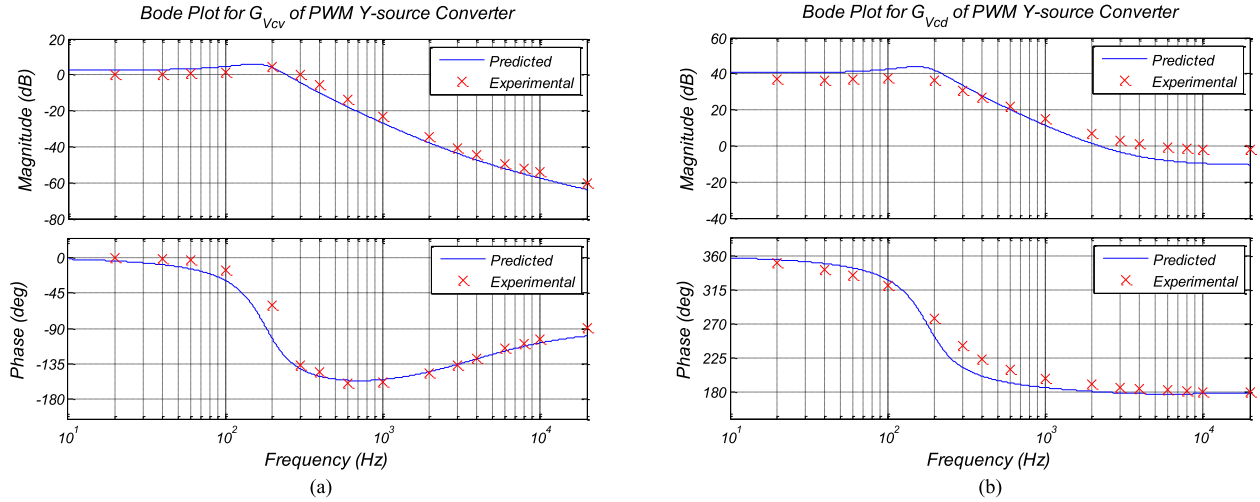 Bode Plot for G_Vcv of PWM Y-source Converter
20
0
-20
-40
-60
-80
Magnitude (dB)
Predicted
Experimental
0
-45
-90
-135
-180
Phase (deg)
Predicted
Experimental
10^1
10^2
10^3
10^4
Frequency (Hz)
(a)
Bode Plot for G_Vcd of PWM Y-source Converter
60
40
20
0
-20
-40
Magnitude (dB)
Predicted
Experimental
360
315
270
225
180
Phase (deg)
Predicted
Experimental
10^1
10^2
10^3
10^4
Frequency (Hz)
(b)